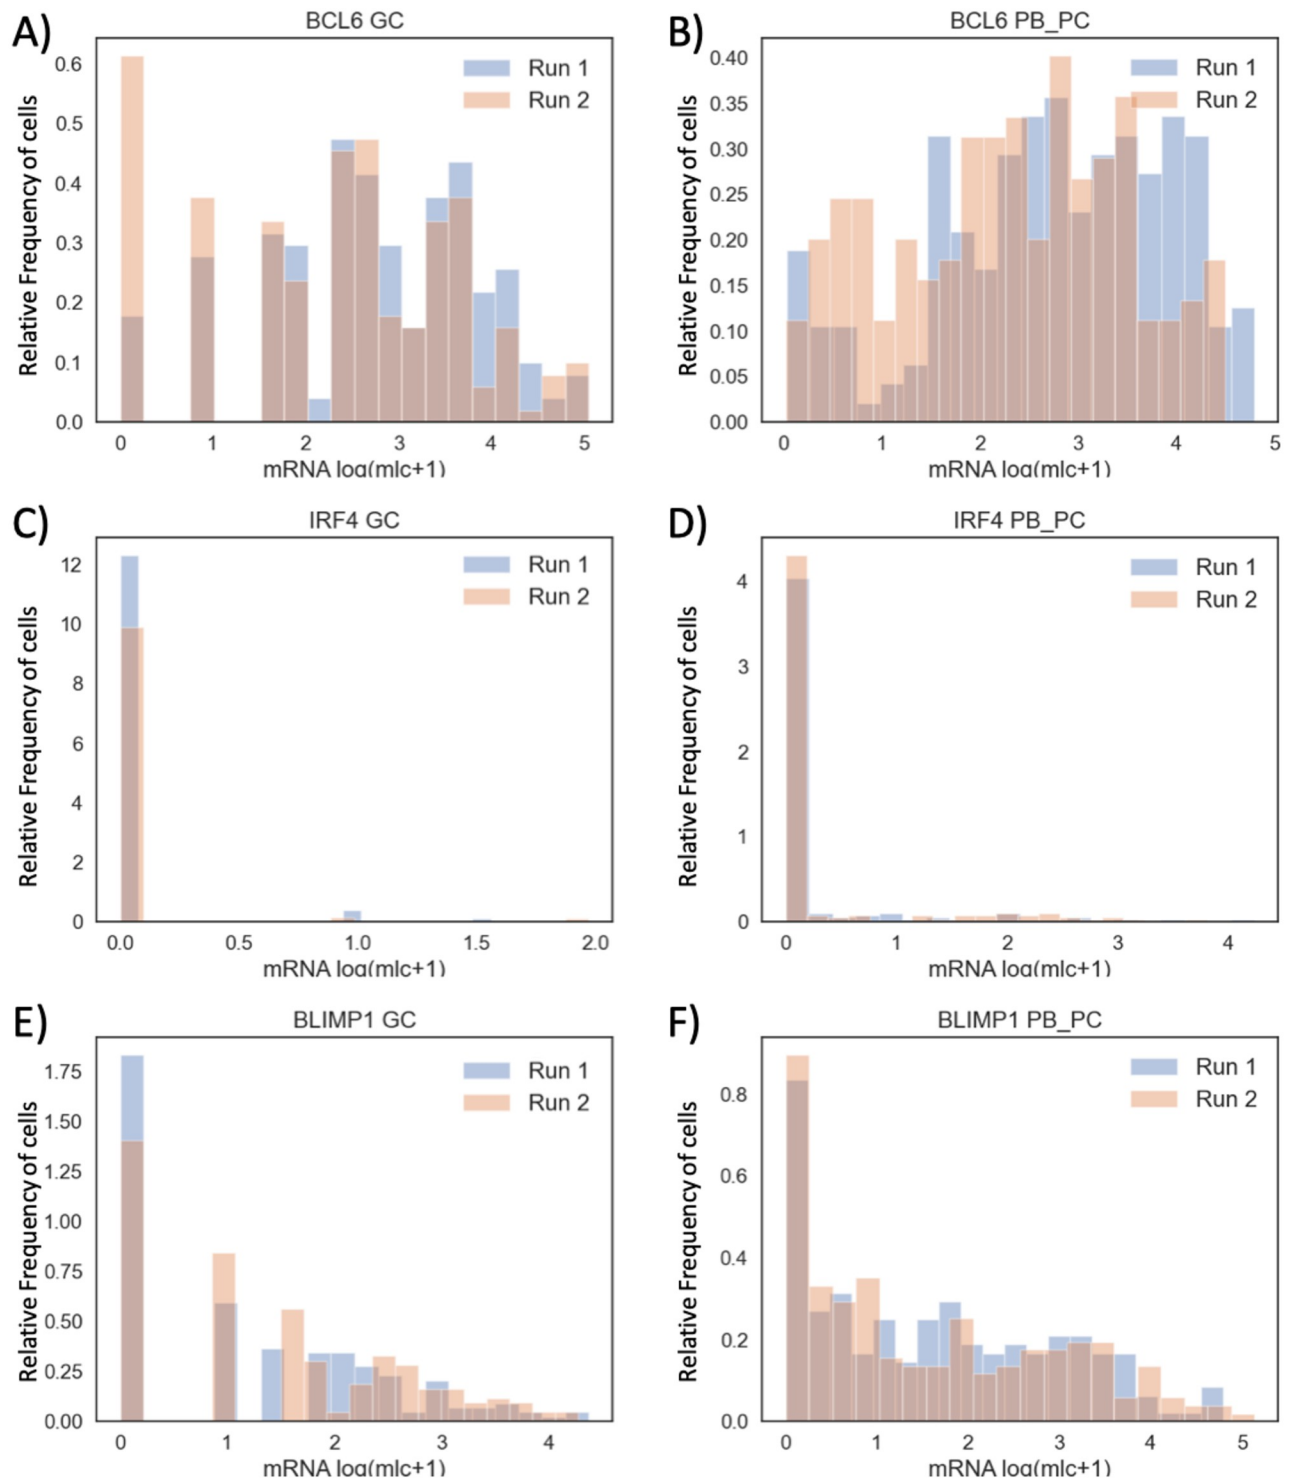 A)
BCL6 GC
Relative Frequency of cells
0.6
0.5
0.4
0.3
0.2
0.1
0.0
Run 1
Run 2
0 1 2 3 4 5
mRNA log(mlc+1)
B)
BCL6 PB_PC
Relative Frequency of cells
0.40
0.35
0.30
0.25
0.20
0.15
0.10
0.05
0.00
Run 1
Run 2
0 1 2 3 4 5
mRNA log(mlc+1)
C)
IRF4 GC
Relative Frequency of cells
12
10
8
6
4
2
0
Run 1
Run 2
0.0 0.5 1.0 1.5 2.0
mRNA log(mlc+1)
D)
IRF4 PB_PC
Relative Frequency of cells
4
3
2
1
0
Run 1
Run 2
0 1 2 3 4
mRNA log(mlc+1)
E)
BLIMP1 GC
Relative Frequency of cells
1.75
1.50
1.25
1.00
0.75
0.50
0.25
0.00
Run 1
Run 2
0 1 2 3 4
mRNA log(mlc+1)
F)
BLIMP1 PB_PC
Relative Frequency of cells
0.8
0.6
0.4
0.2
0.0
Run 1
Run 2
0 1 2 3 4 5
mRNA log(mlc+1)